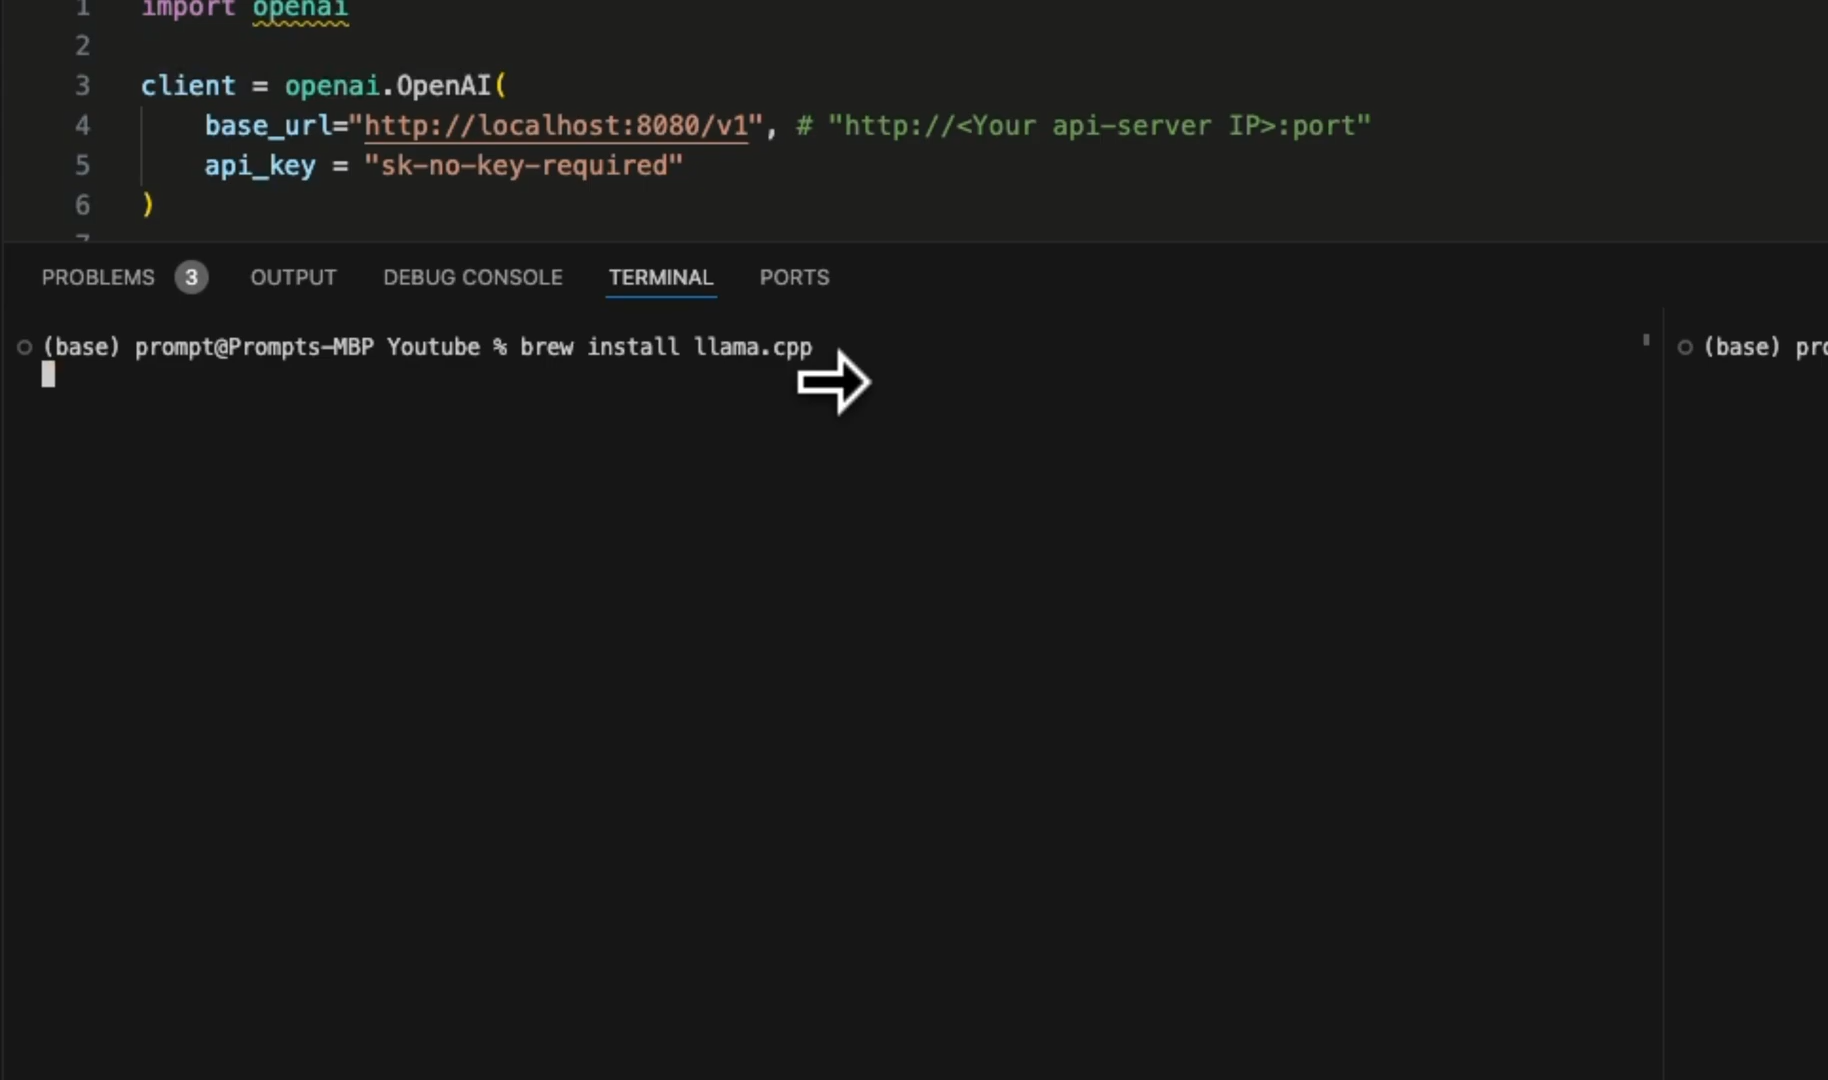 1 import openai
2
3 client = openai.OpenAI(
4 base_url="http://localhost:8080/v1", # "http://<Your api-server IP>:port"
5 api_key = "sk-no-key-required"
6 )
7
PROBLEMS 3 OUTPUT DEBUG CONSOLE TERMINAL PORTS
(base) prompt@Prompts-MBP Youtube % brew install llama.cpp
(base) pro